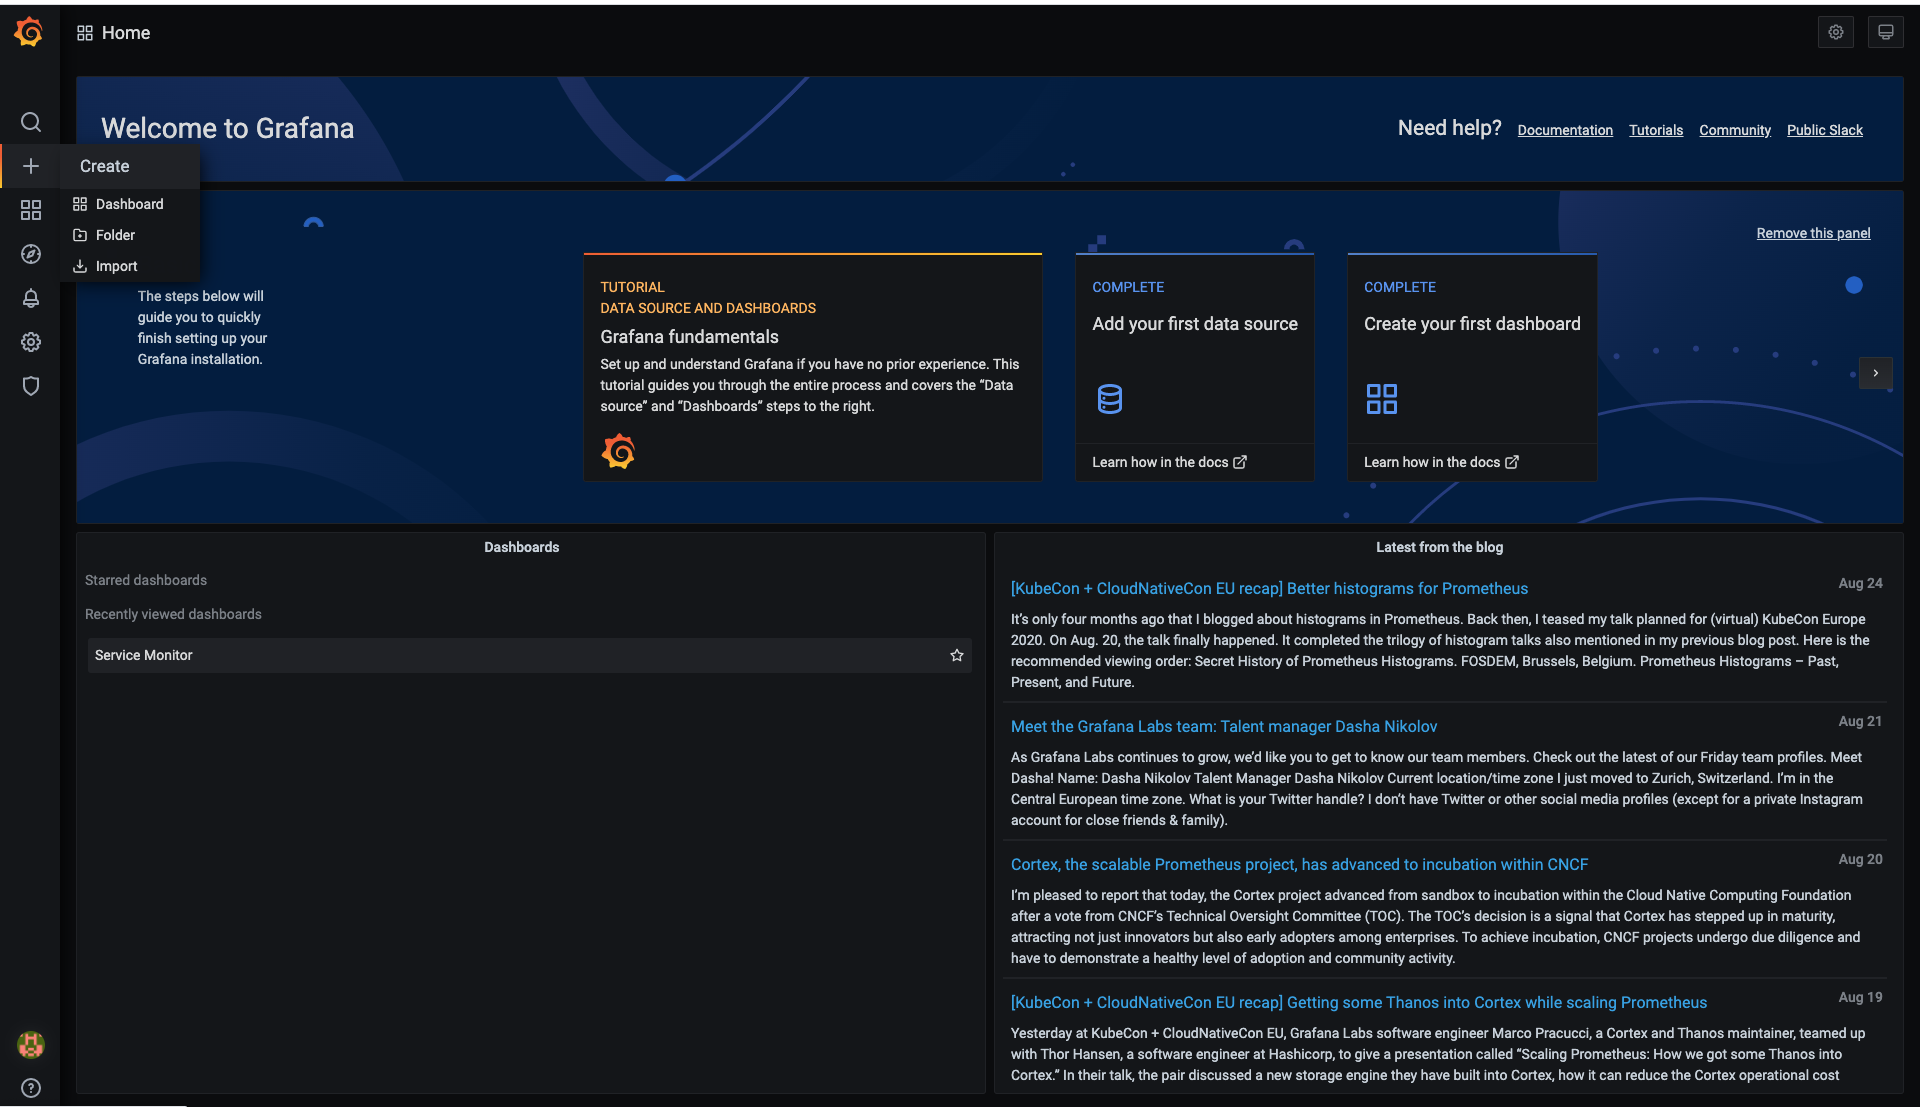 Home
Welcome to Grafana
Need help?
Documentation
Tutorials
Community
Public Slack
Create
Dashboard
Folder
Import
The steps below will
guide you to quickly
finish setting up your
Grafana installation.
Remove this panel
TUTORIAL
DATA SOURCE AND DASHBOARDS
Grafana fundamentals
Set up and understand Grafana if you have no prior experience. This
tutorial guides you through the entire process and covers the “Data
source” and “Dashboards” steps to the right.
COMPLETE
Add your first data source
Learn how in the docs
COMPLETE
Create your first dashboard
Learn how in the docs
Dashboards
Starred dashboards
Recently viewed dashboards
Service Monitor
Latest from the blog
[KubeCon + CloudNativeCon EU recap] Better histograms for Prometheus
Aug 24
It’s only four months ago that I blogged about histograms in Prometheus. Back then, I teased my talk planned for (virtual) KubeCon Europe
2020. On Aug. 20, the talk finally happened. It completed the trilogy of histogram talks also mentioned in my previous blog post. Here is the
recommended viewing order: Secret History of Prometheus Histograms. FOSDEM, Brussels, Belgium. Prometheus Histograms – Past,
Present, and Future.
Meet the Grafana Labs team: Talent manager Dasha Nikolov
Aug 21
As Grafana Labs continues to grow, we’d like you to get to know our team members. Check out the latest of our Friday team profiles. Meet
Dasha! Name: Dasha Nikolov Talent Manager Dasha Nikolov Current location/time zone I just moved to Zurich, Switzerland. I’m in the
Central European time zone. What is your Twitter handle? I don’t have Twitter or other social media profiles (except for a private Instagram
account for close friends & family).
Cortex, the scalable Prometheus project, has advanced to incubation within CNCF
Aug 20
I’m pleased to report that today, the Cortex project advanced from sandbox to incubation within the Cloud Native Computing Foundation
after a vote from CNCF’s Technical Oversight Committee (TOC). The TOC’s decision is a signal that Cortex has stepped up in maturity,
attracting not just innovators but also early adopters among enterprises. To achieve incubation, CNCF projects undergo due diligence and
have to demonstrate a healthy level of adoption and community activity.
[KubeCon + CloudNativeCon EU recap] Getting some Thanos into Cortex while scaling Prometheus
Aug 19
Yesterday at KubeCon + CloudNativeCon EU, Grafana Labs software engineer Marco Pracucci, a Cortex and Thanos maintainer, teamed up
with Thor Hansen, a software engineer at Hashicorp, to give a presentation called “Scaling Prometheus: How we got some Thanos into
Cortex.” In their talk, the pair discussed a new storage engine they have built into Cortex, how it can reduce the Cortex operational cost